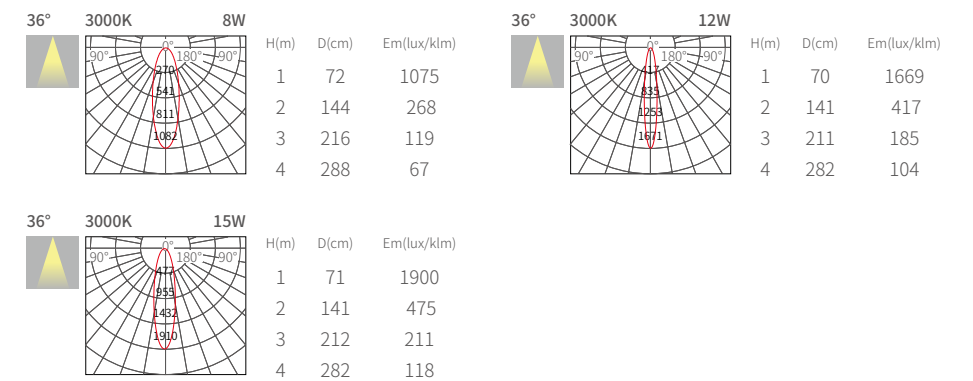 36° 3000K 8W
H(m) D(cm) Em(lux/klm)
0°
-90° 180° -90°
270
541
811
1082
1 72 1075
2 144 268
3 216 119
4 288 67
36° 3000K 12W
H(m) D(cm) Em(lux/klm)
0°
-90° 180° -90°
417
835
1253
1671
1 70 1669
2 141 417
3 211 185
4 282 104
36° 3000K 15W
H(m) D(cm) Em(lux/klm)
0°
-90° 180° -90°
477
955
1432
1910
1 71 1900
2 141 475
3 212 211
4 282 118